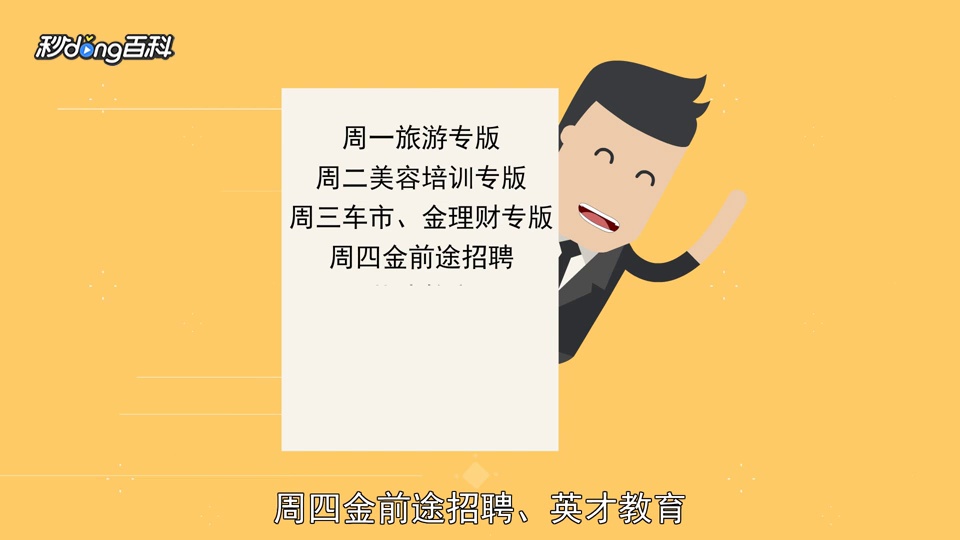 秒dong百科
周一旅游专版
周二美容培训专版
周三车市、金理财专版
周四金前途招聘
周四金前途招聘、英才教育